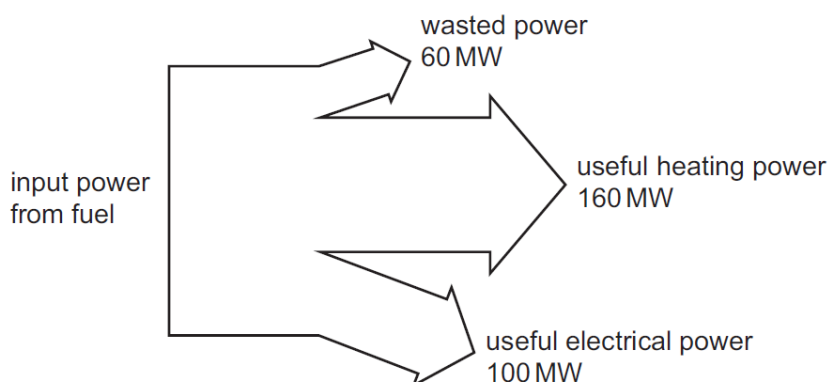 wasted power
60 MW
input power
from fuel
useful heating power
160 MW
useful electrical power
100 MW